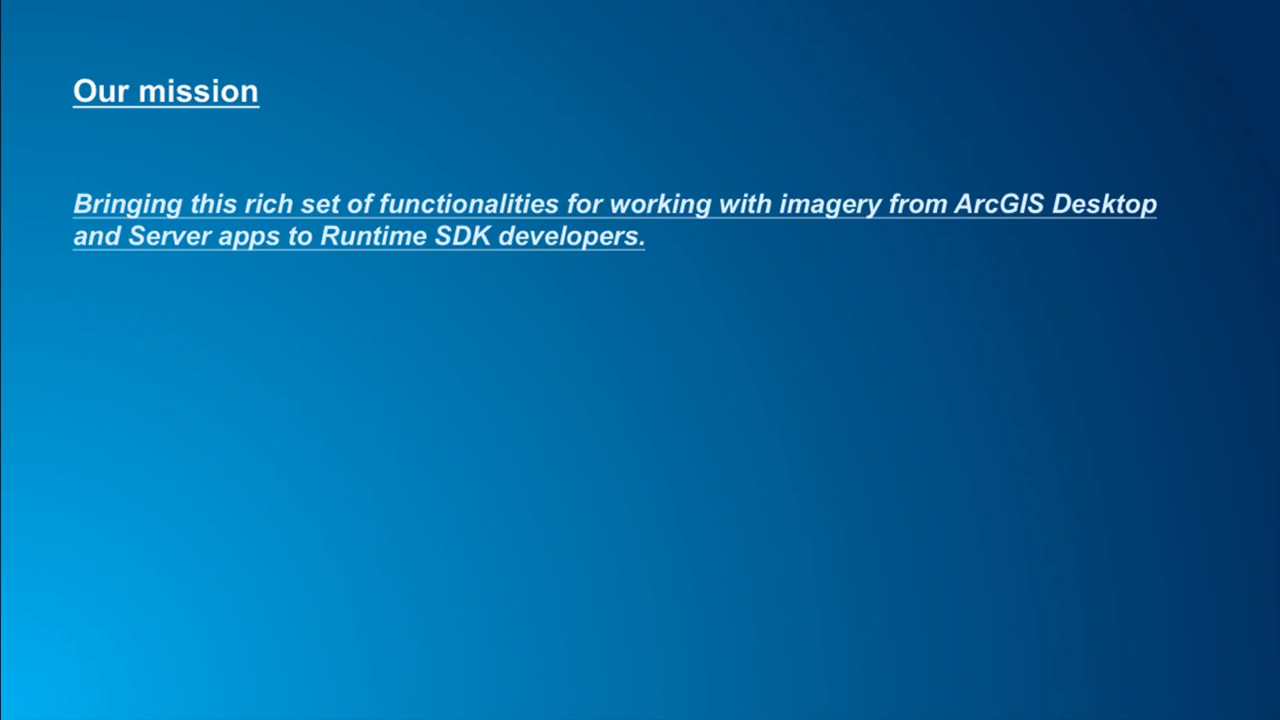 Our mission
Bringing this rich set of functionalities for working with imagery from ArcGIS Desktop
and Server apps to Runtime SDK developers.